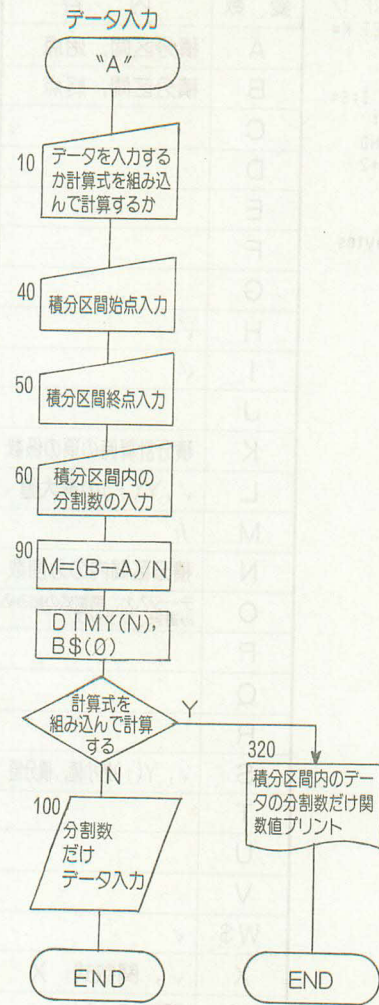 データ入力
"A"
10
データを入力する
か計算式を組み込
んで計算するか
40
積分区間始点入力
50
積分区間終点入力
60
積分区間内の
分割数の入力
90
M=(B−A)/N
DIMY(N),
B$(0)
計算式を
組み込んで計算
する
Y
N
320
積分区間内のデー
タの分割数だけ関
数値プリント
100
分割数
だけ
データ入力
END
END